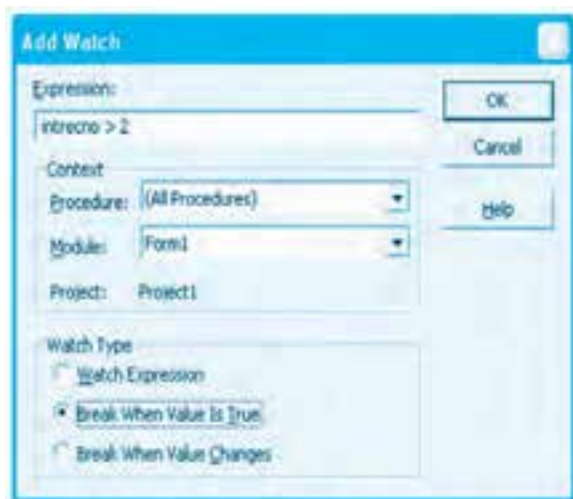 Add Watch
Expression:
intrecno > 2
OK
Cancel
Help
Context
Procedure: (All Procedures)
Module: Form1
Project: Project1
Watch Type
Watch Expression
Break When Value Is True
Break When Value Changes